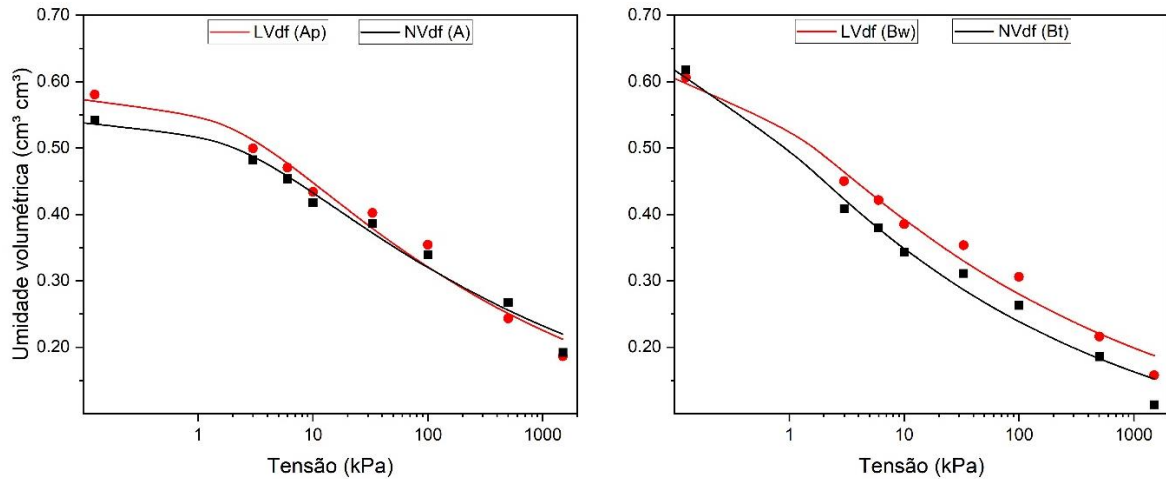 0.70
0.60
0.50
0.40
0.30
0.20
Umidade volumétrica (cm³ cm³)
LVdf (Ap) NVdf (A)
1 10 100 1000
Tensão (kPa)
0.70
0.60
0.50
0.40
0.30
0.20
LVdf (Bw) NVdf (Bt)
1 10 100 1000
Tensão (kPa)